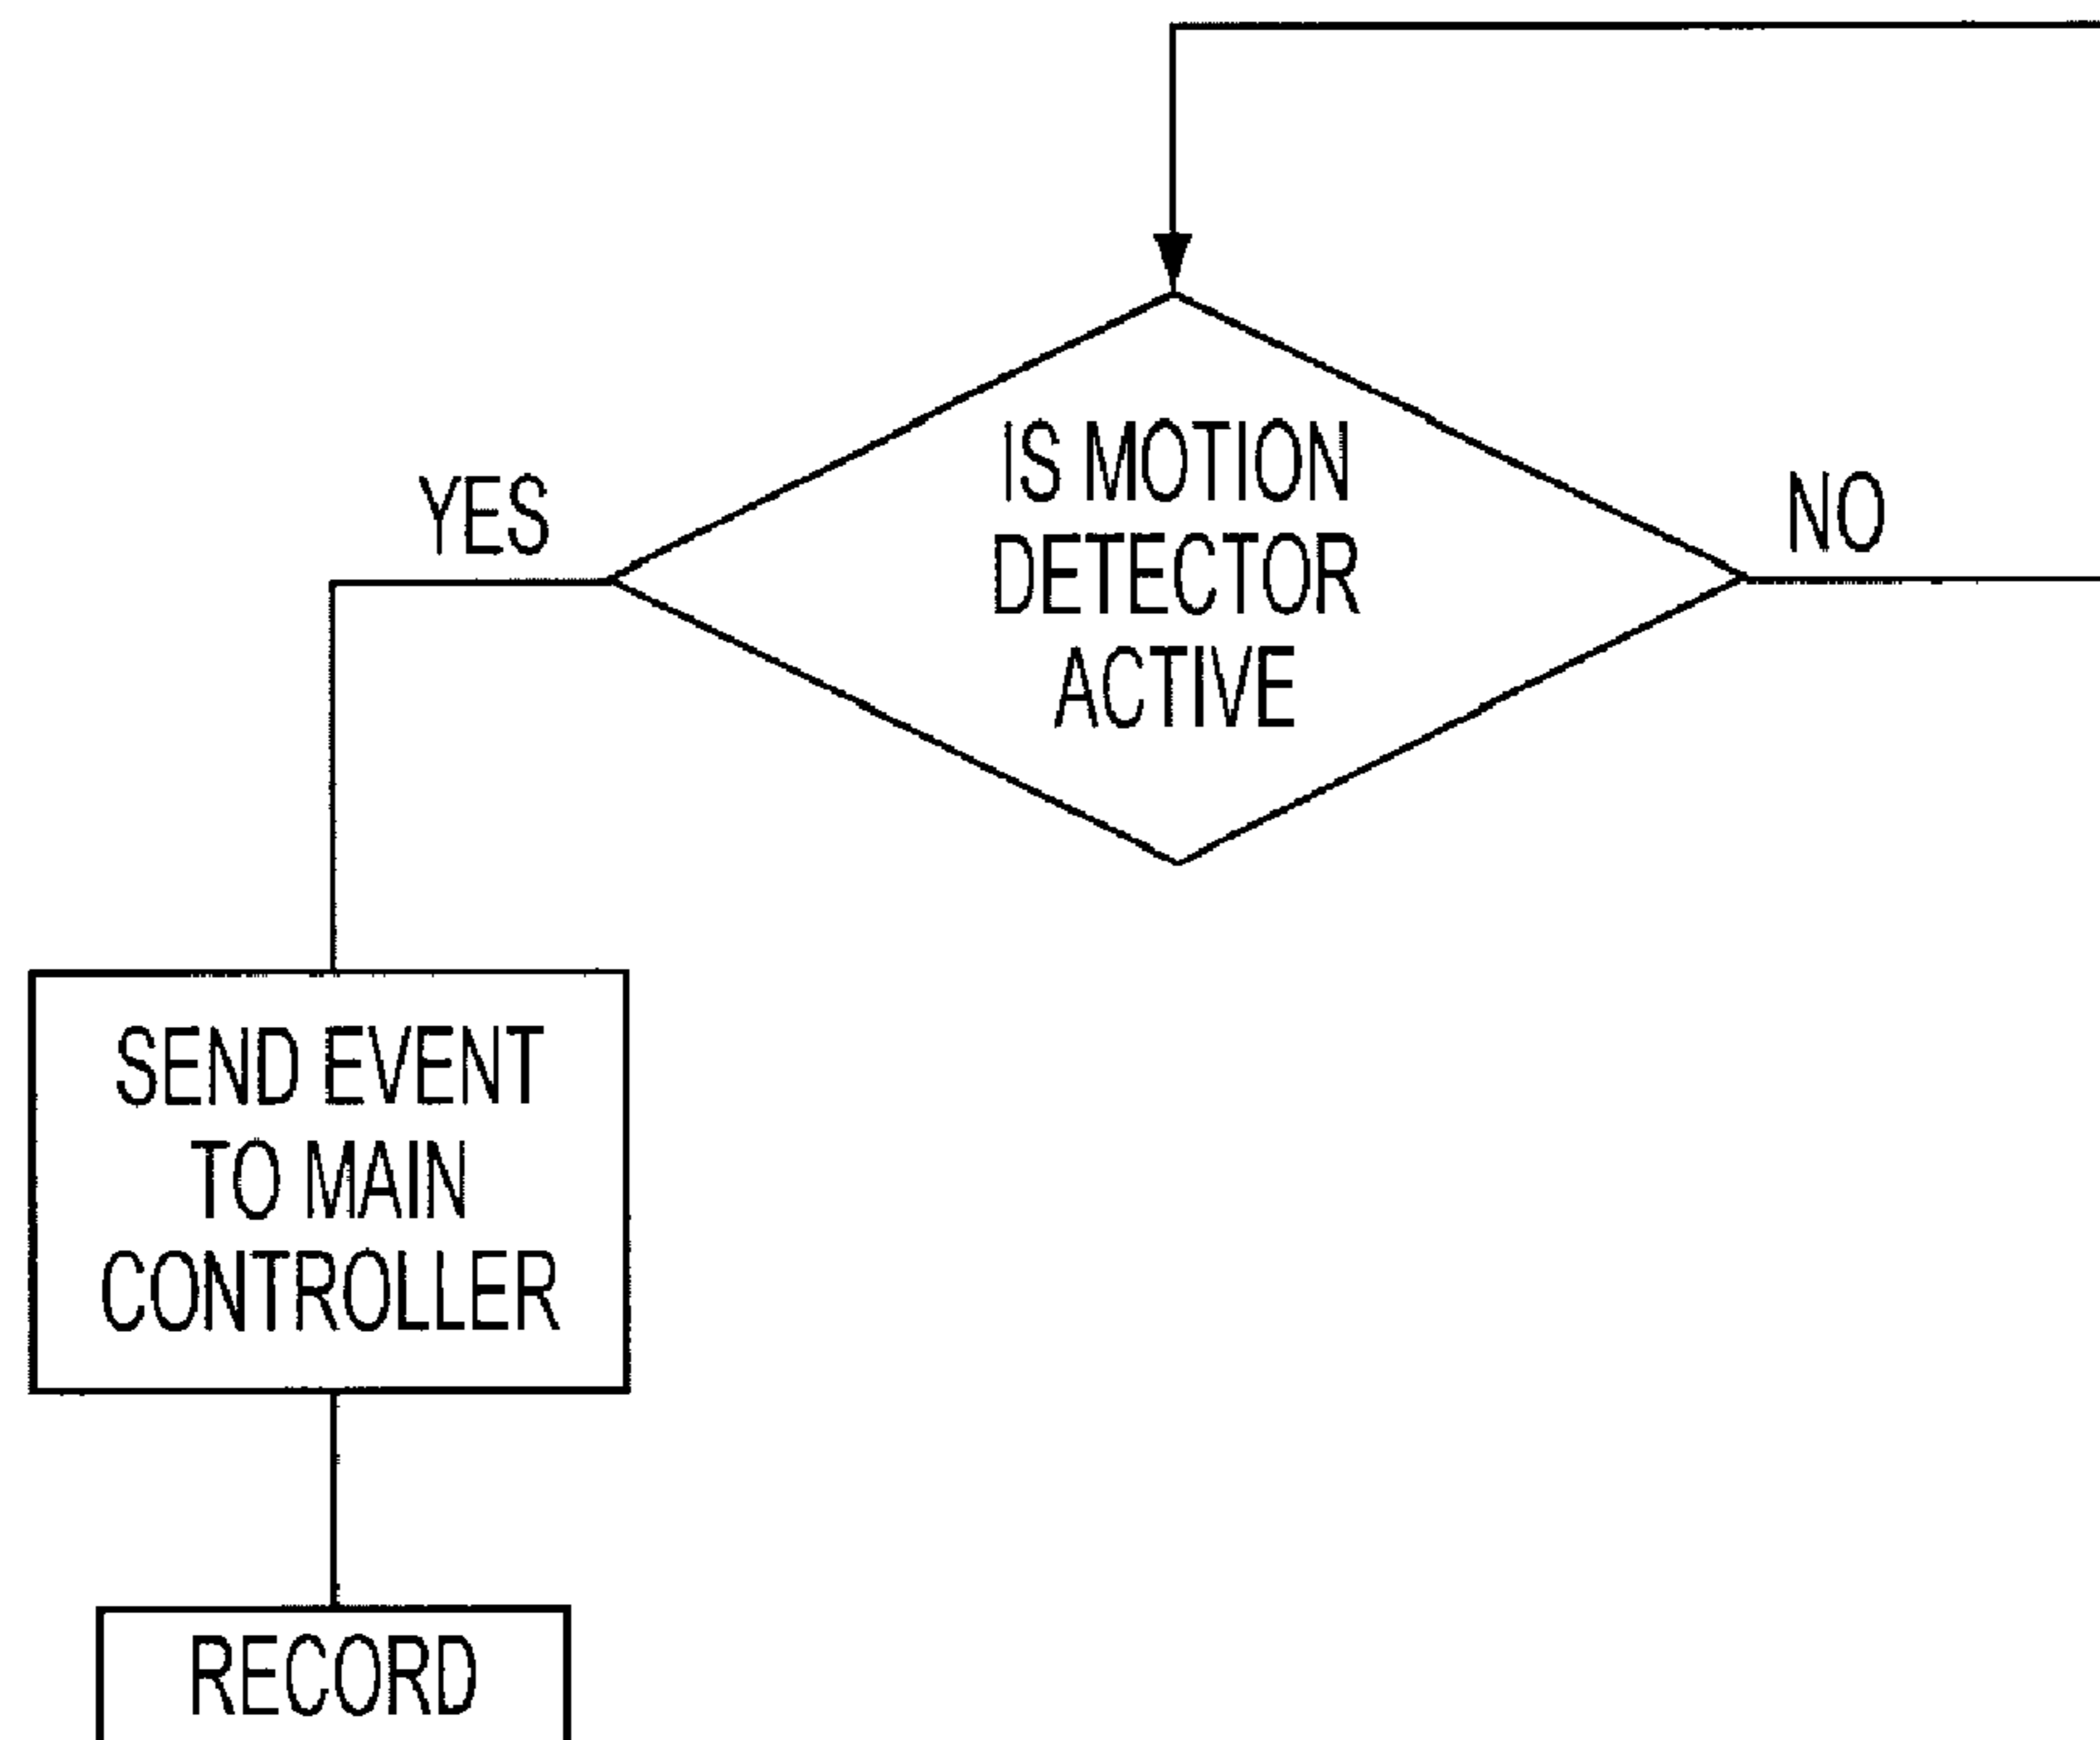 IS MOTION
DETECTOR
ACTIVE
YES
NO
SEND EVENT
TO MAIN
CONTROLLER
RECORD